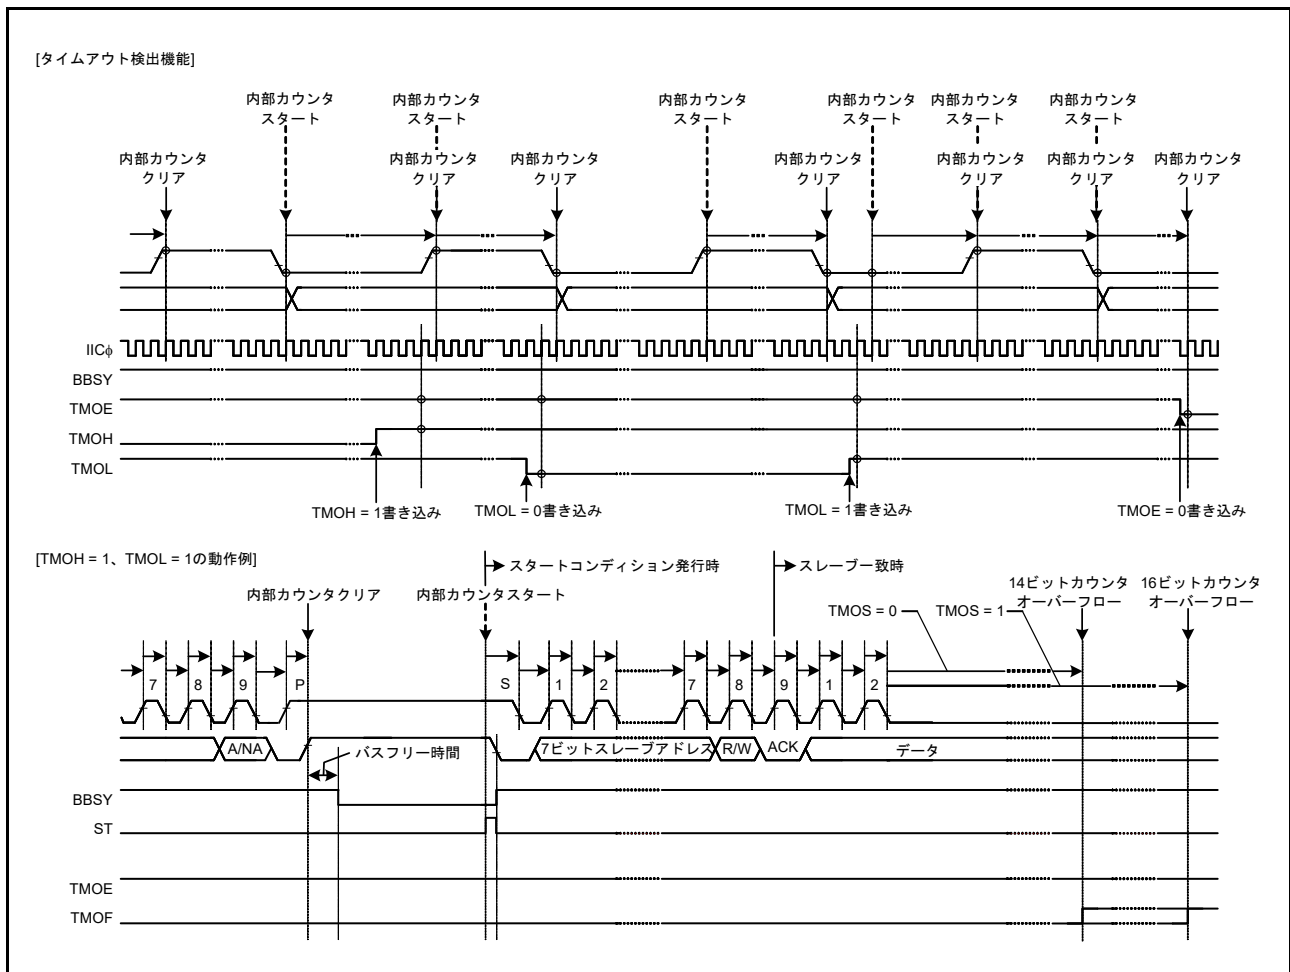 [タイムアウト検出機能]
内部カウンタ
スタート
内部カウンタ
スタート
内部カウンタ
スタート
内部カウンタ
スタート
内部カウンタ
スタート
内部カウンタ
スタート
内部カウンタ
クリア
内部カウンタ
クリア
内部カウンタ
クリア
内部カウンタ
クリア
内部カウンタ
クリア
内部カウンタ
クリア
内部カウンタ
クリア
IICφ
BBSY
TMOE
TMOH
TMOL
TMOH = 1書き込み
TMOL = 0書き込み
TMOL = 1書き込み
TMOE = 0書き込み
[TMOH = 1、TMOL = 1の動作例]
スタートコンディション発行時
スレーブ一致時
内部カウンタクリア
内部カウンタスタート
14ビットカウンタ
オーバーフロー
16ビットカウンタ
オーバーフロー
TMOS = 0
TMOS = 1
7 8 9 P S 1 2 7 8 9 1 2
A/NA
バスフリー時間
7ビットスレーブアドレス
R/W
ACK
データ
BBSY
ST
TMOE
TMOF